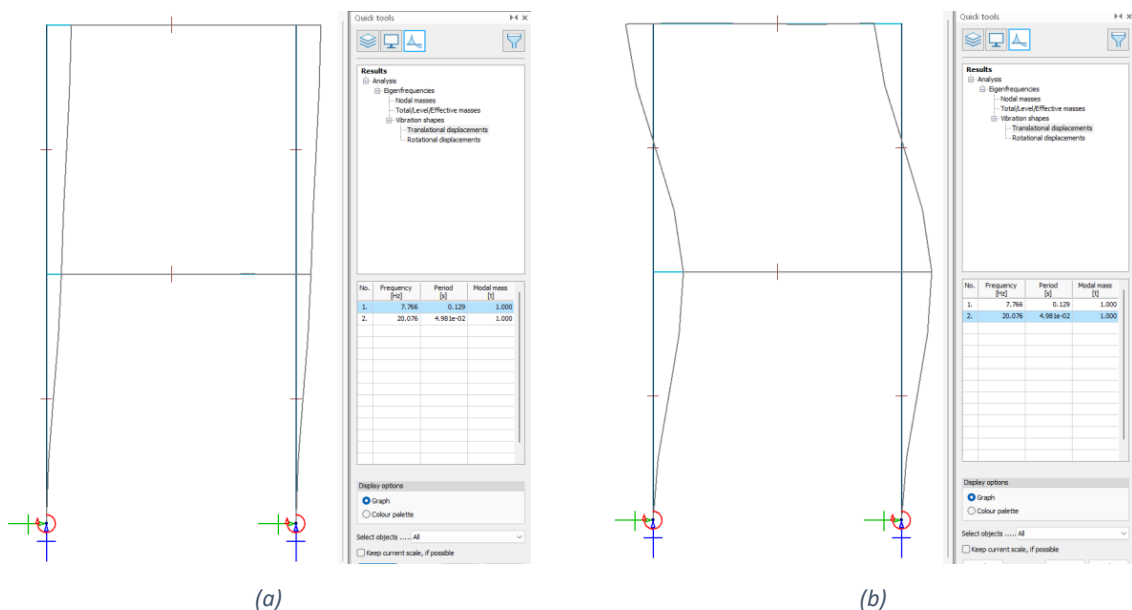 Quick tools
Results
Analysis
Eigenfrequencies
Nodal masses
Total/Level/Effective masses
Vibration shapes
Translational displacements
Rotational displacements
No. Frequency [Hz] Period [s] Modal mass [t]
1. 7.766 0.129 1.000
2. 20.076 4.981e-02 1.000
Display options
Graph
Colour palette
Select objects ..... All
Keep current scale, if possible
(a)
Quick tools
Results
Analysis
Eigenfrequencies
Nodal masses
Total/Level/Effective masses
Vibration shapes
Translational displacements
Rotational displacements
No. Frequency [Hz] Period [s] Modal mass [t]
1. 7.766 0.129 1.000
2. 20.076 4.981e-02 1.000
Display options
Graph
Colour palette
Select objects ..... All
Keep current scale, if possible
(b)